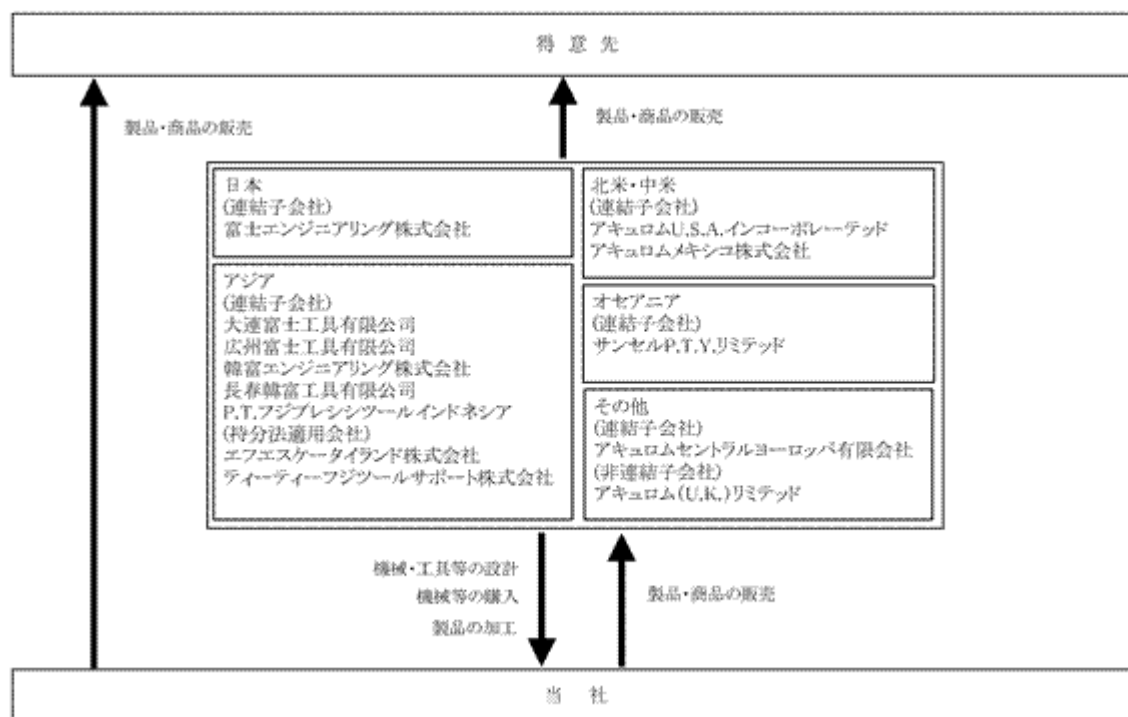 得意先
製品・商品の販売
製品・商品の販売
日本
(連結子会社)
富士エンジニアリング株式会社
アジア
(連結子会社)
大連富士工具有限公司
広州富士工具有限公司
韓富エンジニアリング株式会社
長春韓富工具有限公司
P.T.フジプレシシツールインドネシア
(持分法適用会社)
エフエスケータイランド株式会社
ティーティーフジツールサポート株式会社
北米・中米
(連結子会社)
アキュロムU.S.A.インコーポレーテッド
アキュロムメキシコ株式会社
オセアニア
(連結子会社)
サンセルP.T.Y.リミテッド
その他
(連結子会社)
アキュロムセントラルヨーロッパ有限会社
(非連結子会社)
アキュロム(U.K.)リミテッド
機械・工具等の設計
機械等の購入
製品の加工
製品・商品の販売
当社